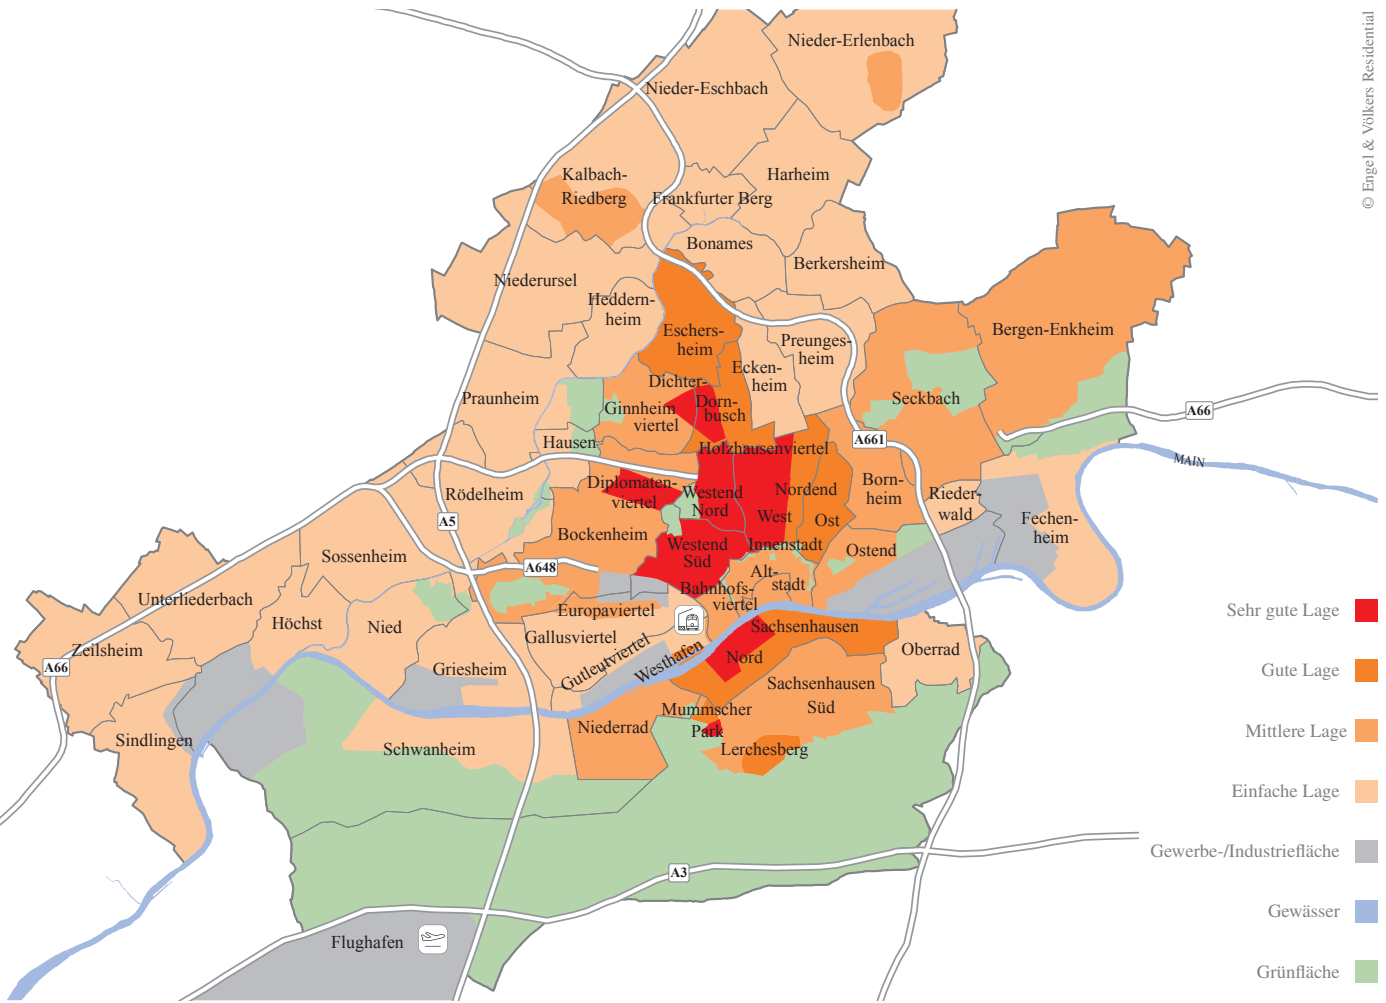 © Engel & Völkers Residential
Nieder-Erlenbach
Nieder-Eschbach
Kalbach-
Riedberg
Harheim
Frankfurter Berg
Bonames
Berkersheim
Niederursel
Heddern-
heim
Eschers-
heim
Preunges-
heim
Bergen-Enkheim
Ecken-
heim
Dichter-
viertel
Dorn-
busch
Praunheim
Ginnheim
Seckbach
A66
Hausen
A661
Holzhausenviertel
MAIN
Rödelheim
Diplomaten-
viertel
Westend
Nord
Nordend
West
Ost
Born-
heim
Rieder-
wald
Fechen-
heim
A5
Bockenheim
Westend
Süd
Innenstadt
Ostend
Sossenheim
A648
Alt-
stadt
Unterliederbach
Bahnhofs-
viertel
Europaviertel
Höchst
Nied
Gallusviertel
Sachsenhausen
Nord
Zeilsheim
A66
Griesheim
Gutleutviertel
Westhafen
Oberrad
Sachsenhausen
Süd
Sindlingen
Schwanheim
Niederrad
Mummscher
Park
Lerchesberg
A3
Flughafen
Sehr gute Lage
Gute Lage
Mittlere Lage
Einfache Lage
Gewerbe-/Industriefläche
Gewässer
Grünfläche